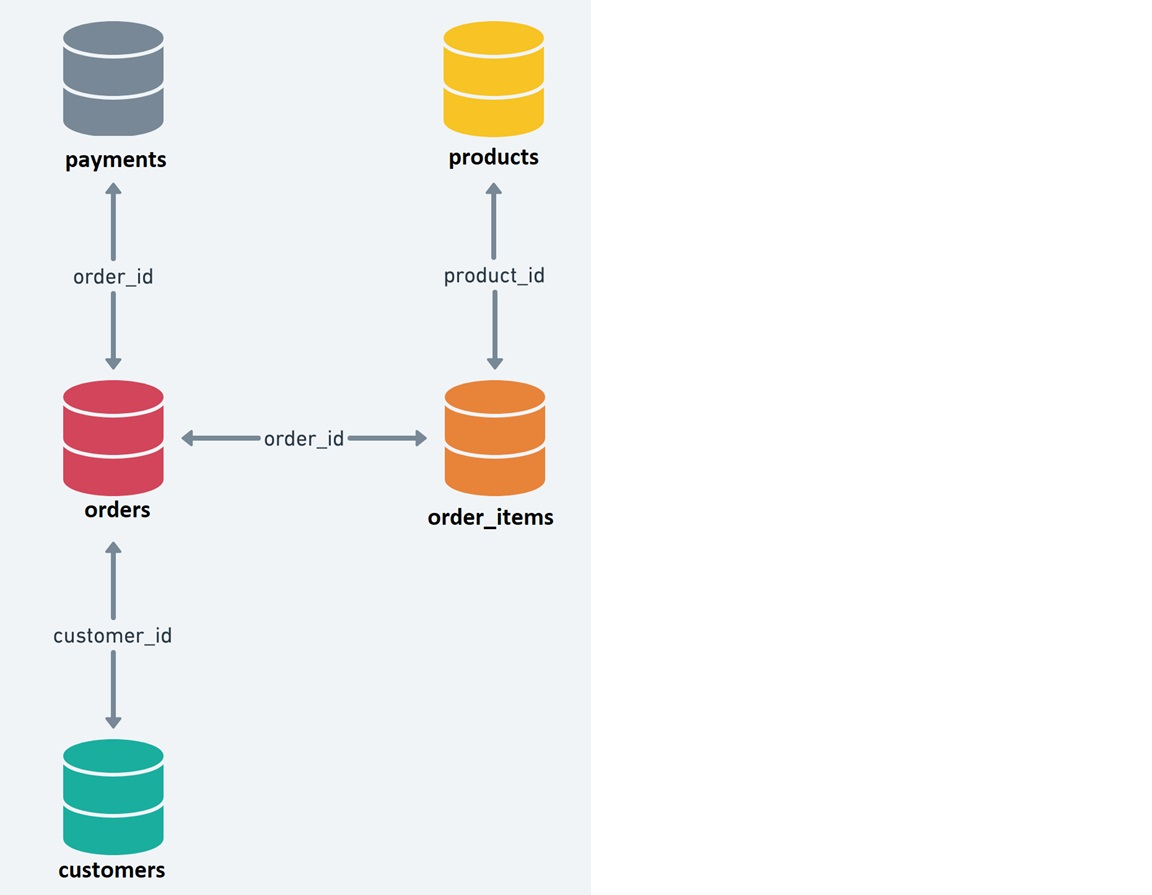 payments
products
order_id
product_id
order_id
orders
order_items
customer_id
customers